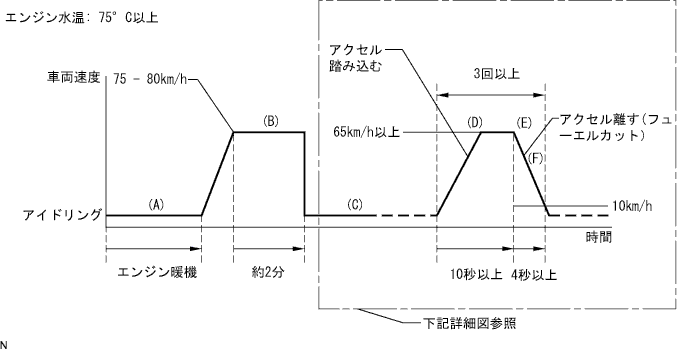 エンジン水温: 75°C以上
車両速度
75 - 80km/h
アクセル
踏み込む
3回以上
(B)
(D)
(E)
アクセル離す(フュ
ーエルカット)
65km/h以上
(F)
(A)
(C)
10km/h
アイドリング
時間
エンジン暖機
約2分
10秒以上
4秒以上
下記詳細図参照
N